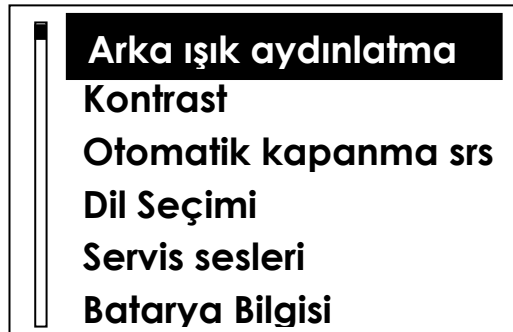 Arka ışık aydınlatma
Kontrast
Otomatik kapanma srs
Dil Seçimi
Servis sesleri
Batarya Bilgisi